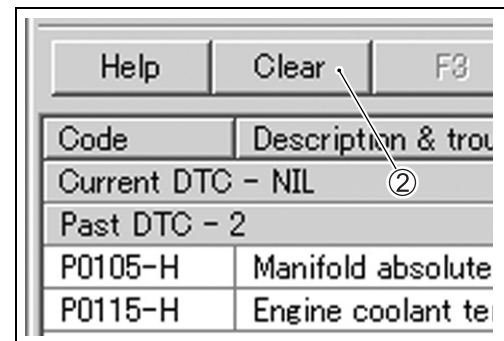 Help Clear F3
Code Description & trou
Current DTC - NIL
2
Past DTC - 2
P0105-H Manifold absolute
P0115-H Engine coolant te